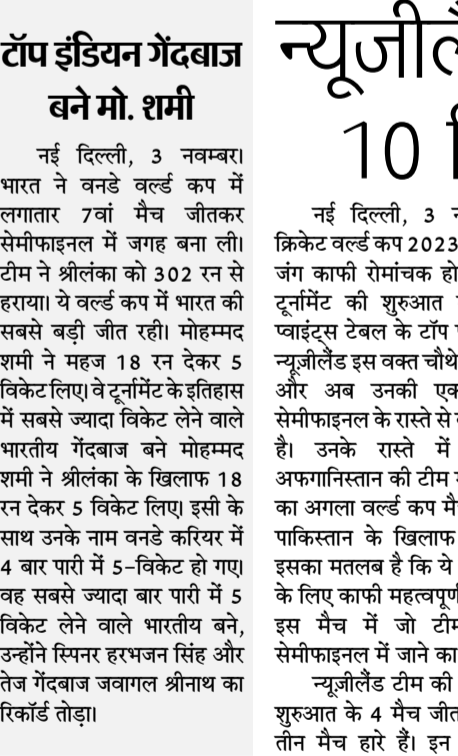 टॉप इंडियन गेंदबाज
बने मो. शमी
नई दिल्ली, 3 नवम्बर।
भारत ने वनडे वर्ल्ड कप में
लगातार 7वां मैच जीतकर
सेमीफाइनल में जगह बना ली।
टीम ने श्रीलंका को 302 रन से
हराया। ये वर्ल्ड कप में भारत की
सबसे बड़ी जीत रही। मोहम्मद
शमी ने महज 18 रन देकर 5
विकेट लिए। वे टूर्नामेंट के इतिहास
में सबसे ज्यादा विकेट लेने वाले
भारतीय गेंदबाज बने मोहम्मद
शमी ने श्रीलंका के खिलाफ 18
रन देकर 5 विकेट लिए। इसी के
साथ उनके नाम वनडे करियर में
4 बार पारी में 5-विकेट हो गए।
वह सबसे ज्यादा बार पारी में 5
विकेट लेने वाले भारतीय बने,
उन्होंने स्पिनर हरभजन सिंह और
तेज गेंदबाज जवागल श्रीनाथ का
रिकॉर्ड तोड़ा।
10
नई दिल्ली, 3
क्रिकेट वर्ल्ड कप 2023
जंग काफी रोमांचक हो
टूर्नामेंट की शुरुआत
प्वाइंट्स टेबल के टॉप
न्यूज़ीलैंड इस वक्त चौथे
और अब उनकी एक
सेमीफाइनल के रास्ते से
है। उनके रास्ते में
अफगानिस्तान की टीम
का अगला वर्ल्ड कप मै
पाकिस्तान के खिलाफ
इसका मतलब है कि ये
के लिए काफी महत्वपूर्ण
इस मैच में जो टीम
सेमीफाइनल में जाने का
न्यूज़ीलैंड टीम की
शुरुआत के 4 मैच जीत
तीन मैच हारे हैं। इन